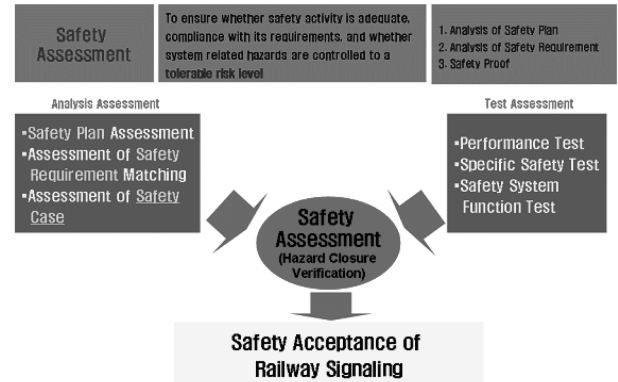 Safety
Assessment
To ensure whether safety activity is adequate,
compliance with its requirements, and whether
system related hazards are controlled to a
tolerable risk level
1. Analysis of Safety Plan
2. Analysis of Safety Requirement
3. Safety Proof
Analysis Assessment
▪Safety Plan Assessment
▪Assessment of Safety
Requirement Matching
▪Assessment of Safety
Case
Test Assessment
▪Performance Test
▪Specific Safety Test
▪Safety System
Function Test
Safety
Assessment
(Hazard Closure
Verification)
Safety Acceptance of
Railway Signaling